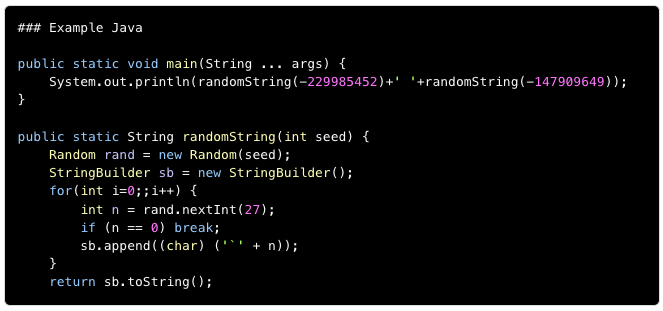 ### Example Java
public static void main(String ... args) {
System.out.println(randomString(-229985452)+' '+randomString(-147909649));
}
public static String randomString(int seed) {
Random rand = new Random(seed);
StringBuilder sb = new StringBuilder();
for(int i=0;;i++) {
int n = rand.nextInt(27);
if (n == 0) break;
sb.append((char) ('`' + n));
}
return sb.toString();